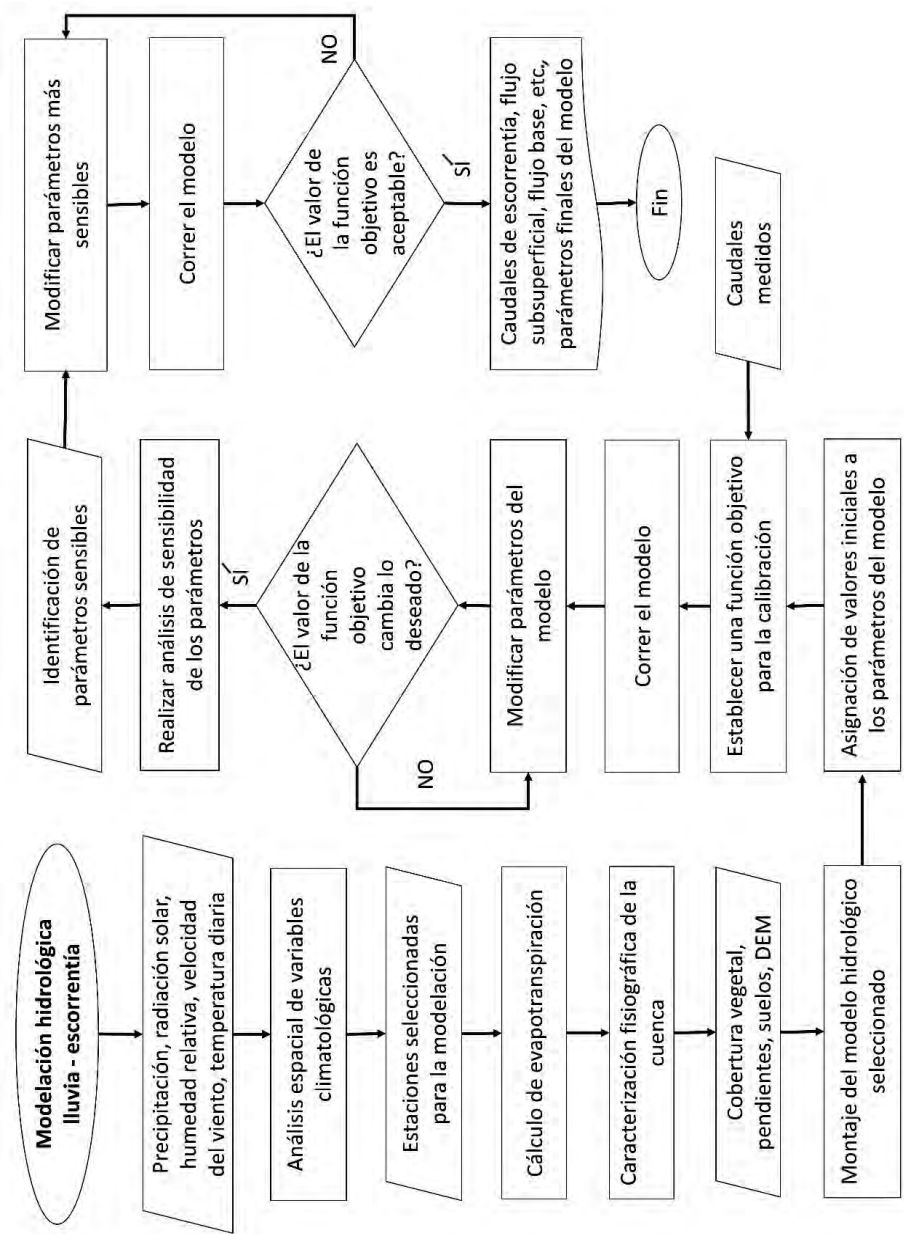 Modelación hidrológica
lluvia - escorrentía
Precipitación, radiación solar,
humedad relativa, velocidad
del viento, temperatura diaria
Análisis espacial de variables
climatológicas
Estaciones seleccionadas
para la modelación
Cálculo de evapotranspiración
Caracterización fisiográfica de la
cuenca
Cobertura vegetal,
pendientes, suelos, DEM
Montaje del modelo hidrológico
seleccionado
Asignación de valores iniciales a
los parámetros del modelo
Establecer una función objetivo
para la calibración
Caudales
medidos
Correr el modelo
Modificar parámetros del
modelo
¿El valor de la
función
objetivo
cambia lo
deseado?
NO
SÍ
Realizar análisis de sensibilidad
de los parámetros
Identificación de
parámetros sensibles
Modificar parámetros más
sensibles
Correr el modelo
¿El valor de
la función
objetivo es
aceptable?
NO
SÍ
Caudales de escorrentía, flujo
subsuperficial, flujo base, etc.,
parámetros finales del modelo
Fin